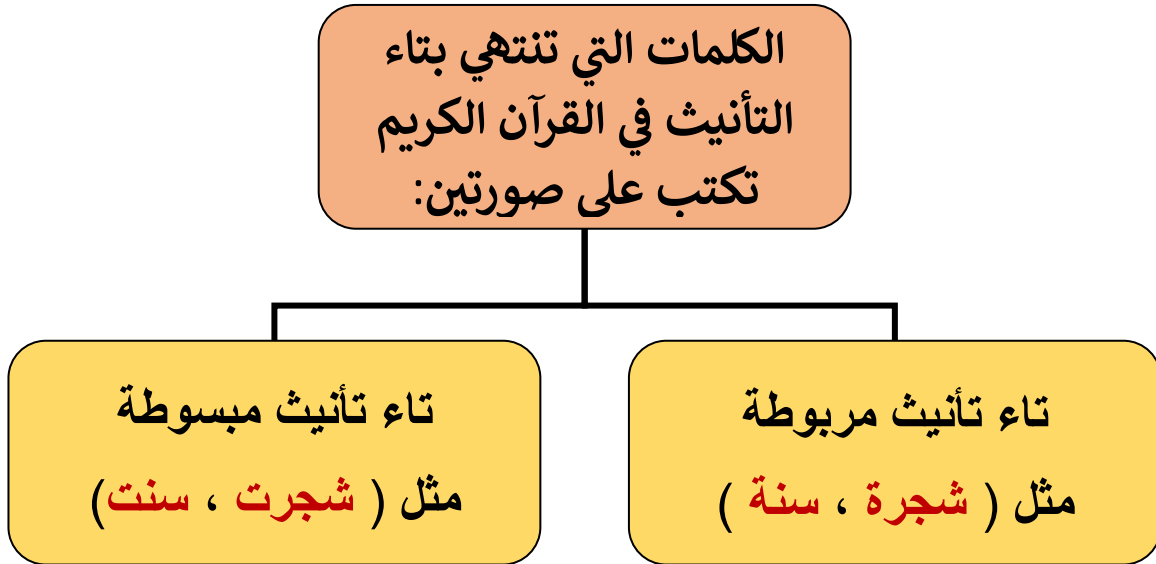 الكلمات التي تنتهي بتاء
التأنيث في القرآن الكريم
تكتب على صورتين:
تاء تأنيث مربوطة
مثل ( شجرة ، سنة )
تاء تأنيث مبسوطة
مثل ( شجرت ، سنت)